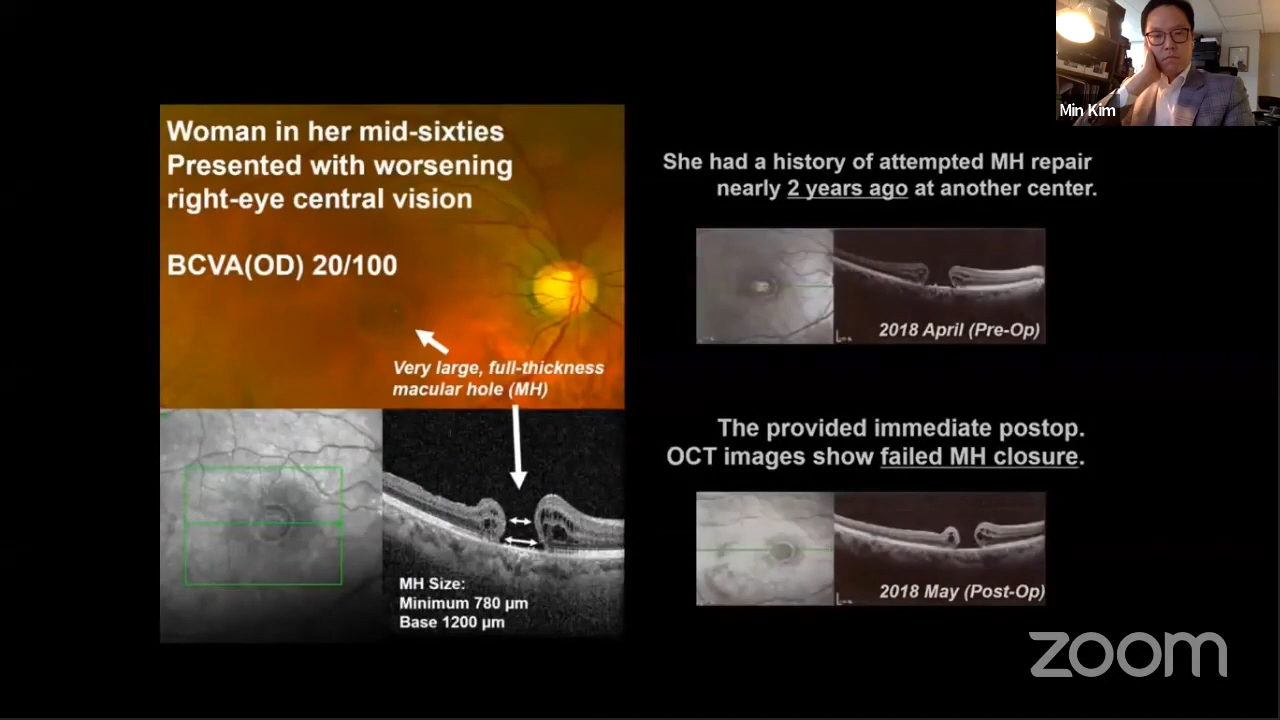 Min Kim
Woman in her mid-sixties
Presented with worsening
right-eye central vision
BCVA(OD) 20/100
Very large, full-thickness
macular hole (MH)
MH Size:
Minimum 780 µm
Base 1200 µm
She had a history of attempted MH repair
nearly 2 years ago at another center.
2018 April (Pre-Op)
The provided immediate postop.
OCT images show failed MH closure.
2018 May (Post-Op)
zoom